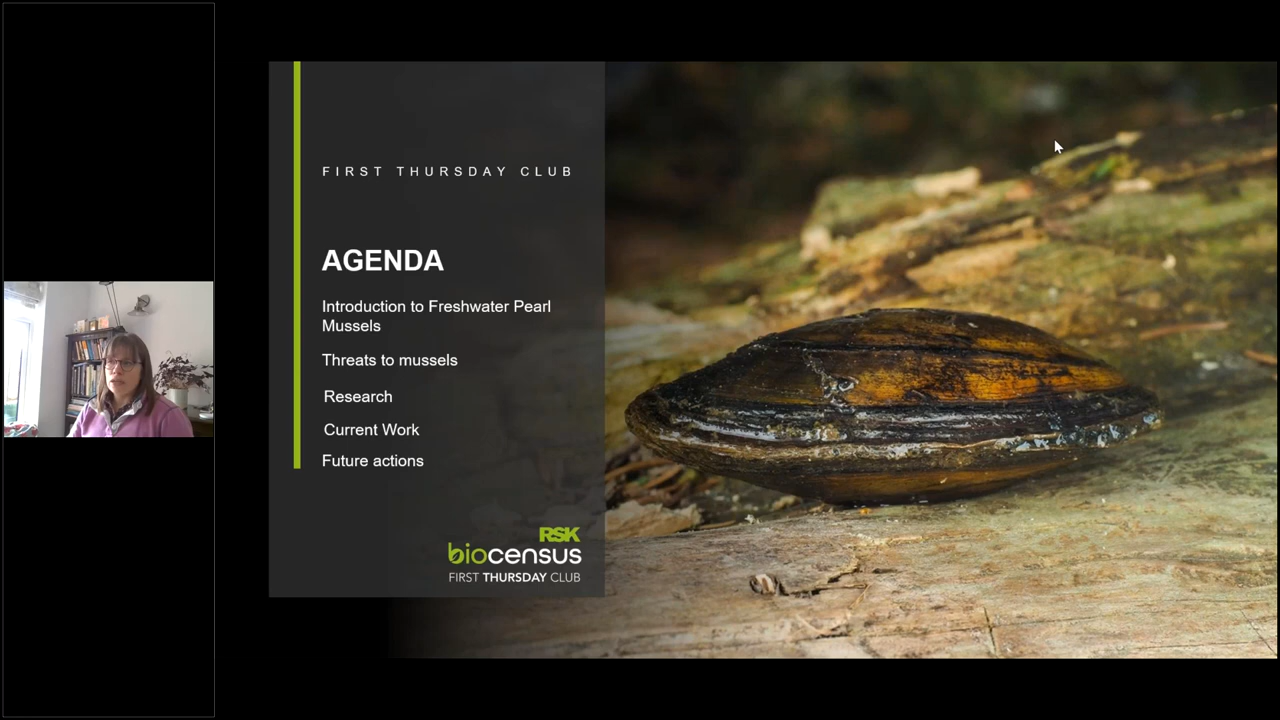 FIRST THURSDAY CLUB
AGENDA
Introduction to Freshwater Pearl
Mussels
Threats to mussels
Research
Current Work
Future actions
RSK
biocensus
FIRST THURSDAY CLUB